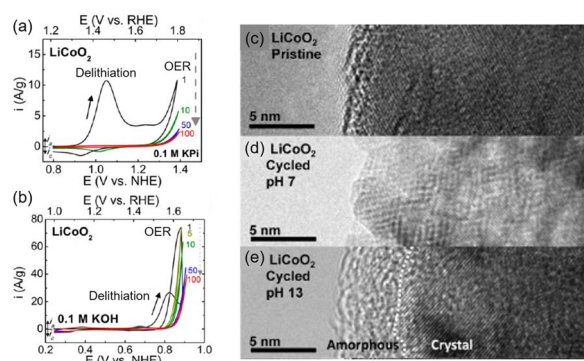 (a)
E (V vs. RHE)
1.2 1.4 1.6 1.8
LiCoO2
OER
Delithiation
1
10
50
100
0.1 M KPi
i (A/g)
15
10
5
0
0.8 1.0 1.2 1.4
E (V vs. NHE)
(b)
E (V vs. RHE)
1.0 1.2 1.4 1.6
LiCoO2
OER
1
5
10
50
100
Delithiation
0.1 M KOH
i (A/g)
80
60
40
20
0
0.2 0.4 0.6 0.8 1.0
E (V vs. NHE)
(c) LiCoO2
Pristine
5 nm
(d) LiCoO2
Cycled
pH 7
5 nm
(e) LiCoO2
Cycled
pH 13
5 nm
Amorphous Crystal